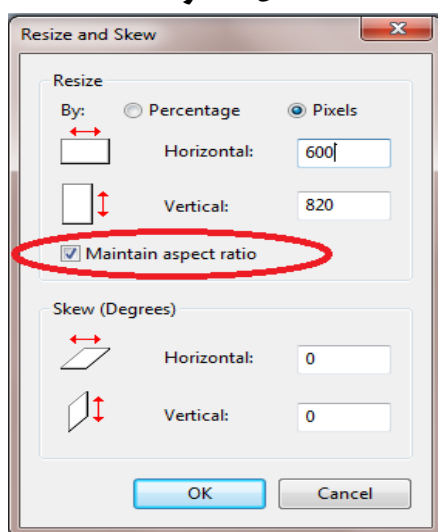 Resize and Skew
Resize
By: Percentage Pixels
Horizontal: 600
Vertical: 820
Maintain aspect ratio
Skew (Degrees)
Horizontal: 0
Vertical: 0
OK Cancel